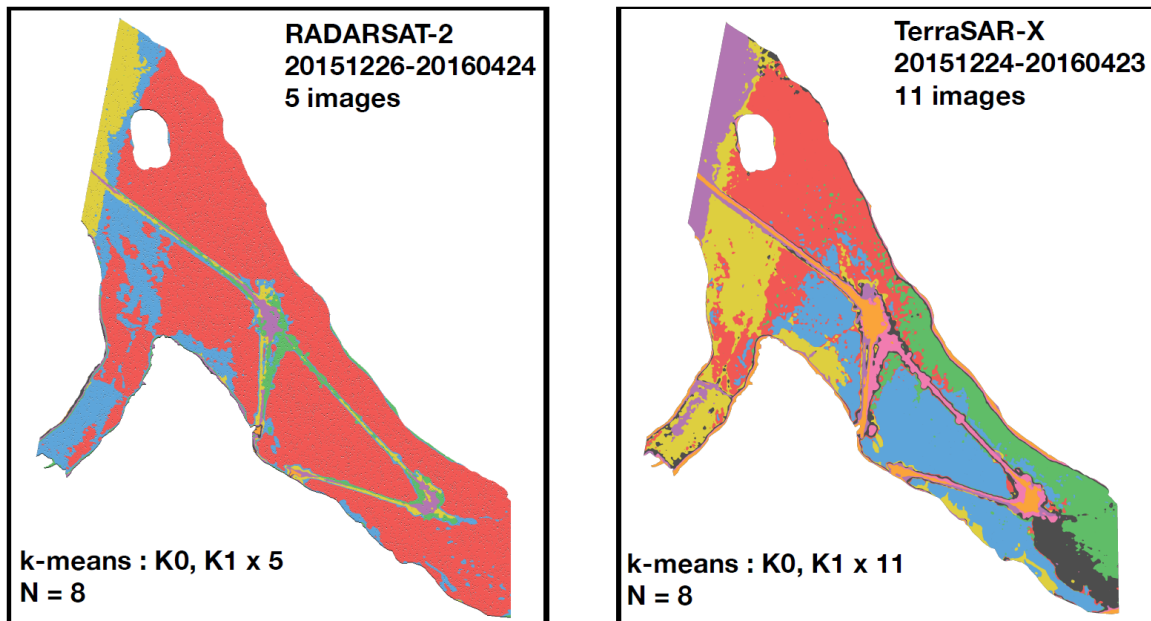 RADARSAT-2
20151226-20160424
5 images
k-means : K0, K1 x 5
N = 8
TerraSAR-X
20151224-20160423
11 images
k-means : K0, K1 x 11
N = 8